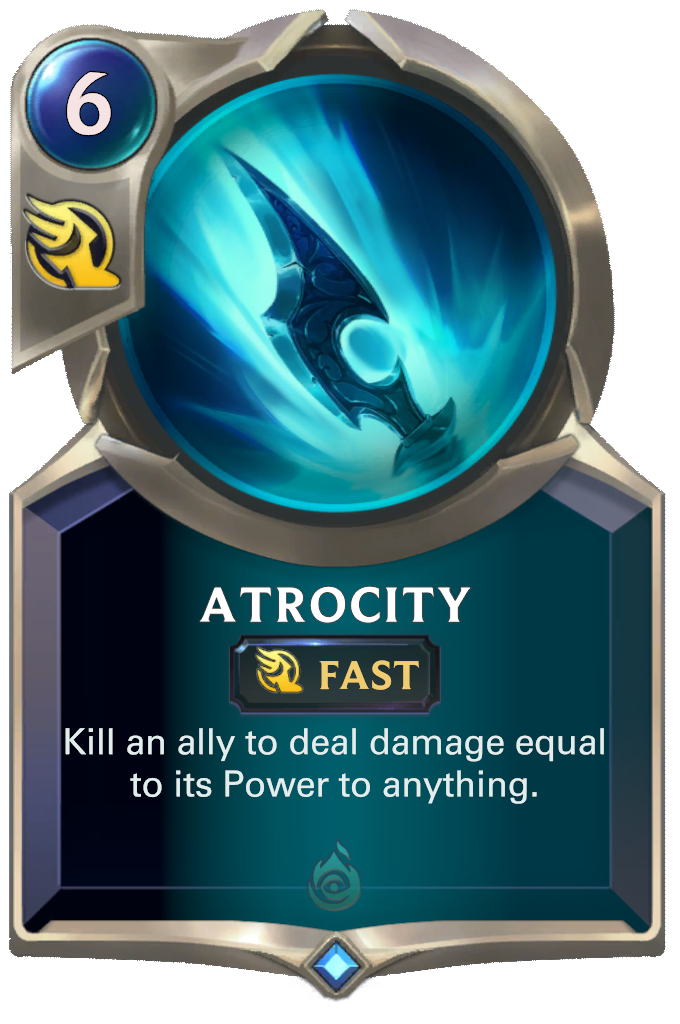 6
ATROCITY
FAST
Kill an ally to deal damage equal
to its Power to anything.